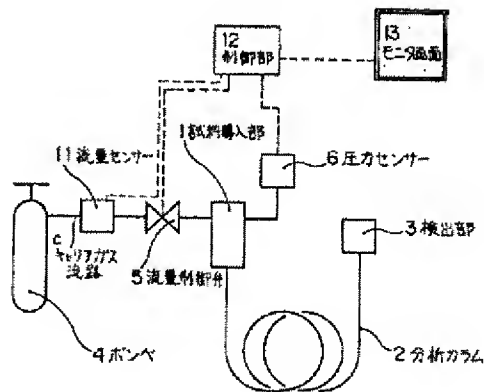 12
制御部
13
モニタ画面
1試料導入部
11流量センサー
6圧力センサー
3検出部
c
キャリアガス
流路
5流量制御弁
4ボンベ
2分析カラム